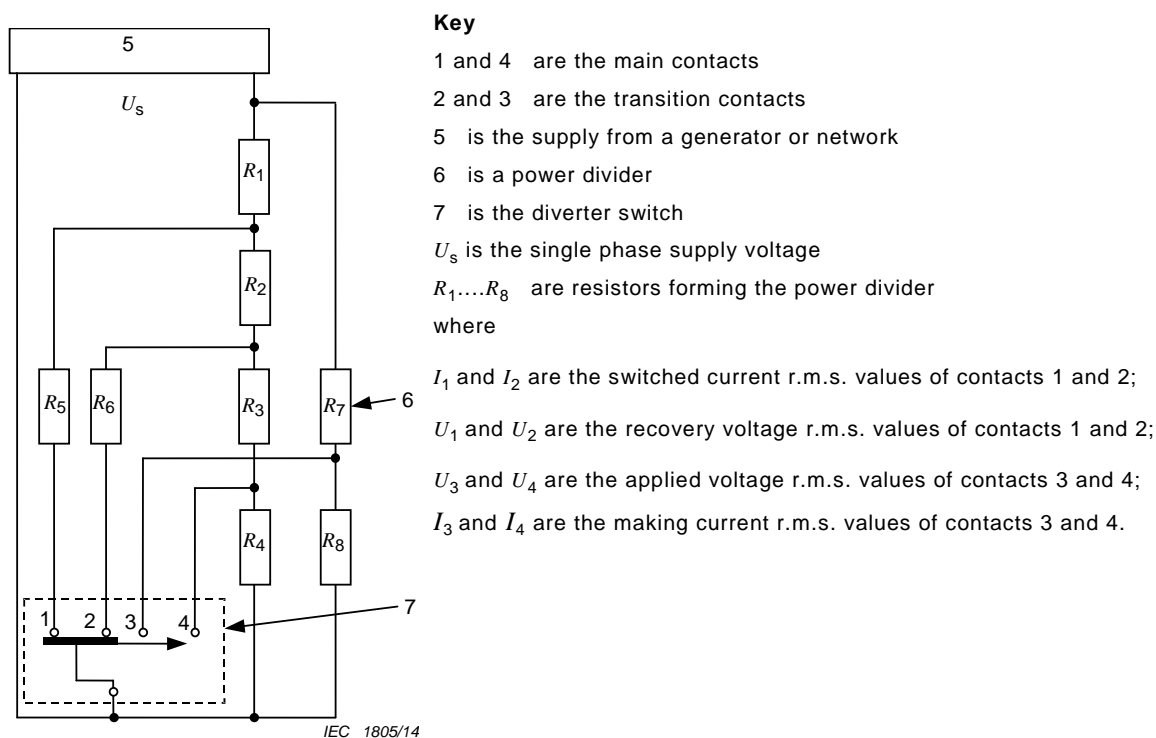 5
Us
R1
R2
R5
R6
R3
R7
6
R4
R8
1
2
3
4
7
IEC 1805/14
Key
1 and 4 are the main contacts
2 and 3 are the transition contacts
5 is the supply from a generator or network
6 is a power divider
7 is the diverter switch
Us is the single phase supply voltage
R1....R8 are resistors forming the power divider
where
I1 and I2 are the switched current r.m.s. values of contacts 1 and 2;
U1 and U2 are the recovery voltage r.m.s. values of contacts 1 and 2;
U3 and U4 are the applied voltage r.m.s. values of contacts 3 and 4;
I3 and I4 are the making current r.m.s. values of contacts 3 and 4.